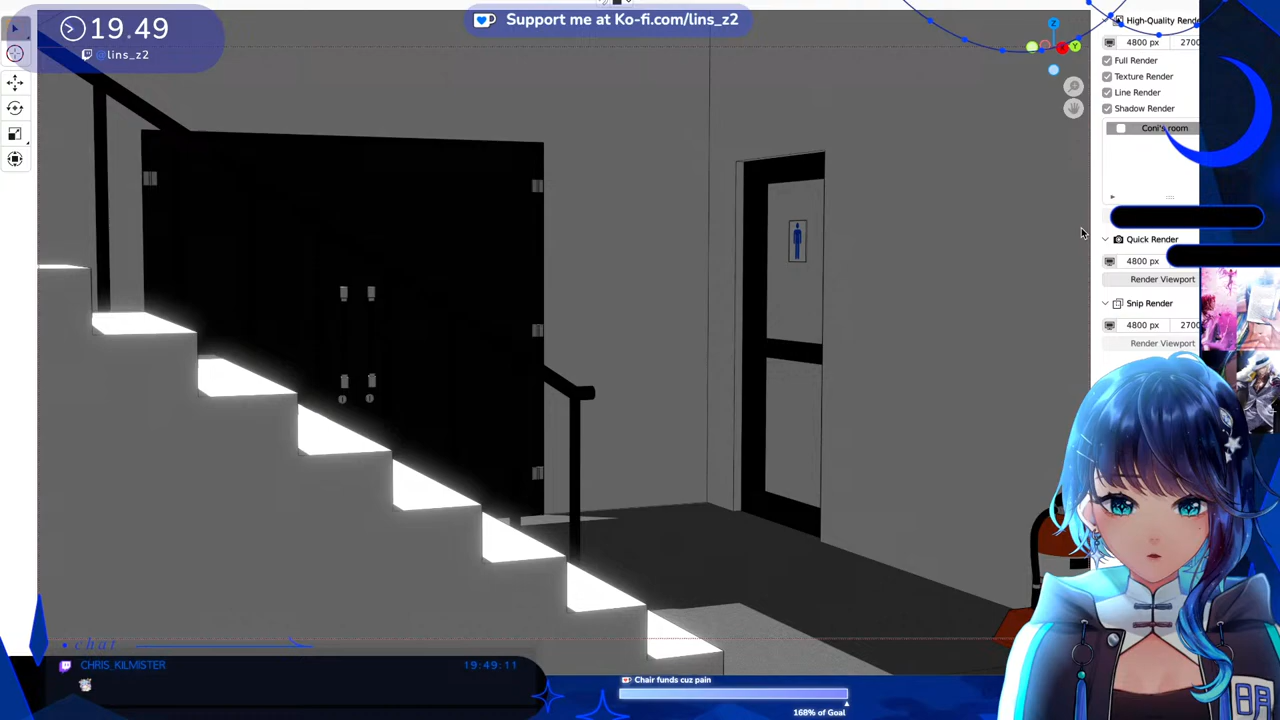 19.49
@lins_z2
Support me at Ko-fi.com/lins_z2
Z
Y
High-Quality Rende
4800 px
2700
Full Render
Texture Render
Line Render
Shadow Render
Coni's room
Quick Render
4800 px
Render Viewport
Snip Render
4800 px
2700
Render Viewport
chat
CHRIS_KILMISTER
19:49:11
Chair funds cuz pain
168% of Goal